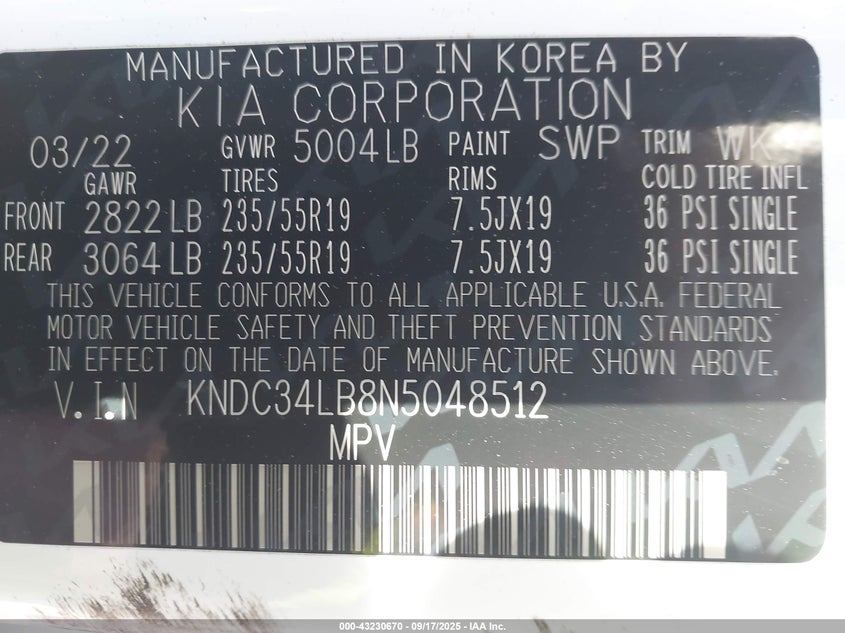 MANUFACTURED IN KOREA BY
KIA CORPORATION
03/22 GVWR 5004LB PAINT SWP TRIM WK
GAWR TIRES RIMS COLD TIRE INFL
FRONT 2822LB 235/55R19 7.5JX19 36 PSI SINGLE
REAR 3064LB 235/55R19 7.5JX19 36 PSI SINGLE
THIS VEHICLE CONFORMS TO ALL APPLICABLE U.S.A. FEDERAL
MOTOR VEHICLE SAFETY AND THEFT PREVENTION STANDARDS
IN EFFECT ON THE DATE OF MANUFACTURE SHOWN ABOVE.
V.I.N KNDC34LB8N5048512
MPV
000-43230670 - 09/17/2025 - IAA Inc.